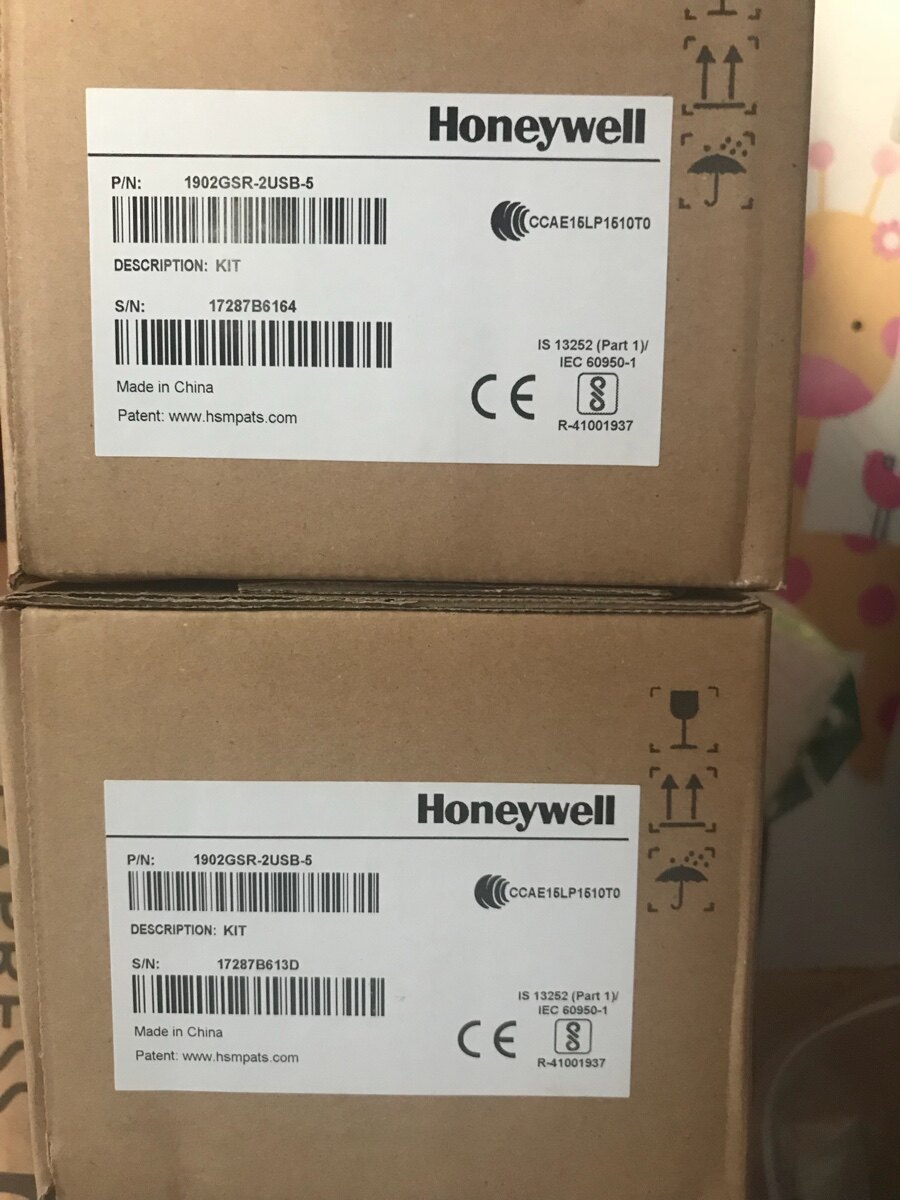 Honeywell
P/N: 1902GSR-2USB-5
CCAE15LP1510T0
DESCRIPTION: KIT
S/N: 17287B6164
IS 13252 (Part 1)/
IEC 60950-1
Made in China
CE
Patent: www.hsmpats.com
R-41001937
Honeywell
P/N: 1902GSR-2USB-5
CCAE15LP1510T0
DESCRIPTION: KIT
S/N: 17287B613D
IS 13252 (Part 1)/
IEC 60950-1
Made in China
CE
Patent: www.hsmpats.com
R-41001937